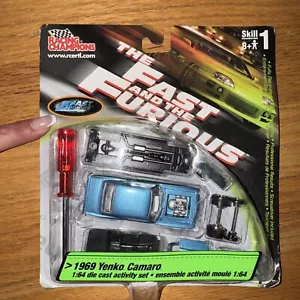 RACING CHAMPIONS
www.rcertl.com
Skill
1
8+
THE FAST
AND THE
FURIOUS
> 1969 Yenko Camaro
1:64 die cast activity set • ensemble activité moulé 1:64